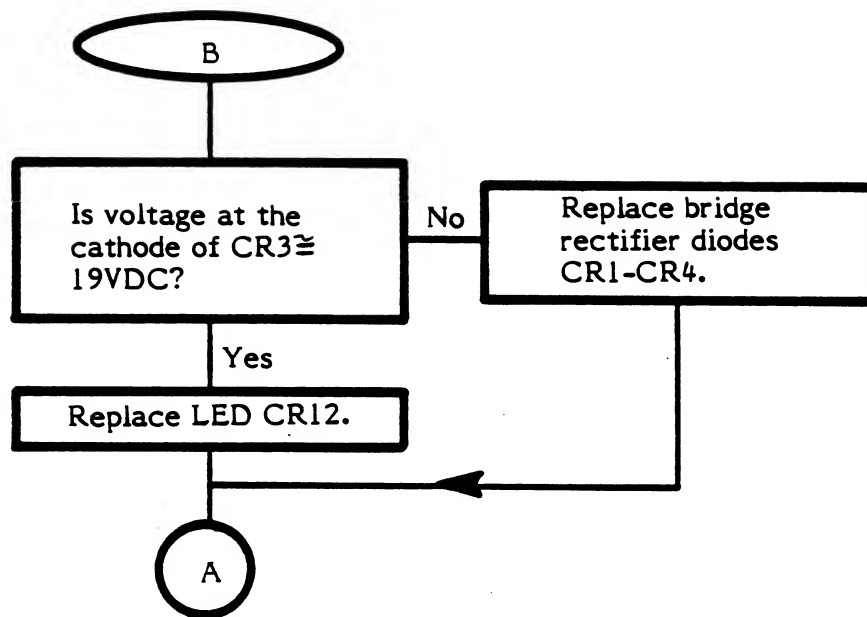 B
Is voltage at the
cathode of CR3≅
19VDC?
No
Replace bridge
rectifier diodes
CR1-CR4.
Yes
Replace LED CR12.
A